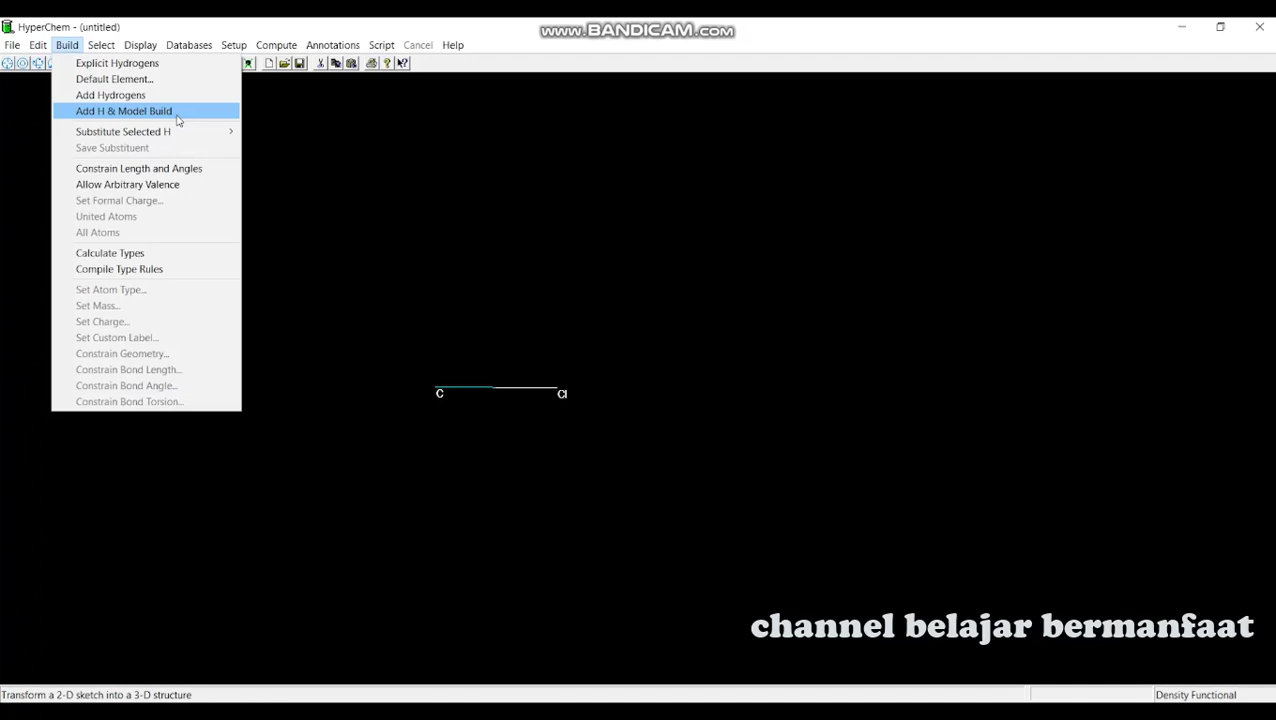 HyperChem - (untitled)
www.BANDICAM.com
File Edit Build Select Display Databases Setup Compute Annotations Script Cancel Help
Explicit Hydrogens
Default Element...
Add Hydrogens
Add H & Model Build
Substitute Selected H
Save Substituent
Constrain Length and Angles
Allow Arbitrary Valence
Set Formal Charge...
United Atoms
All Atoms
Calculate Types
Compile Type Rules
Set Atom Type...
Set Mass...
Set Charge...
Set Custom Label...
Constrain Geometry...
Constrain Bond Length...
Constrain Bond Angle...
Constrain Bond Torsion...
C Cl
channel belajar bermanfaat
Transform a 2-D sketch into a 3-D structure
Density Functional